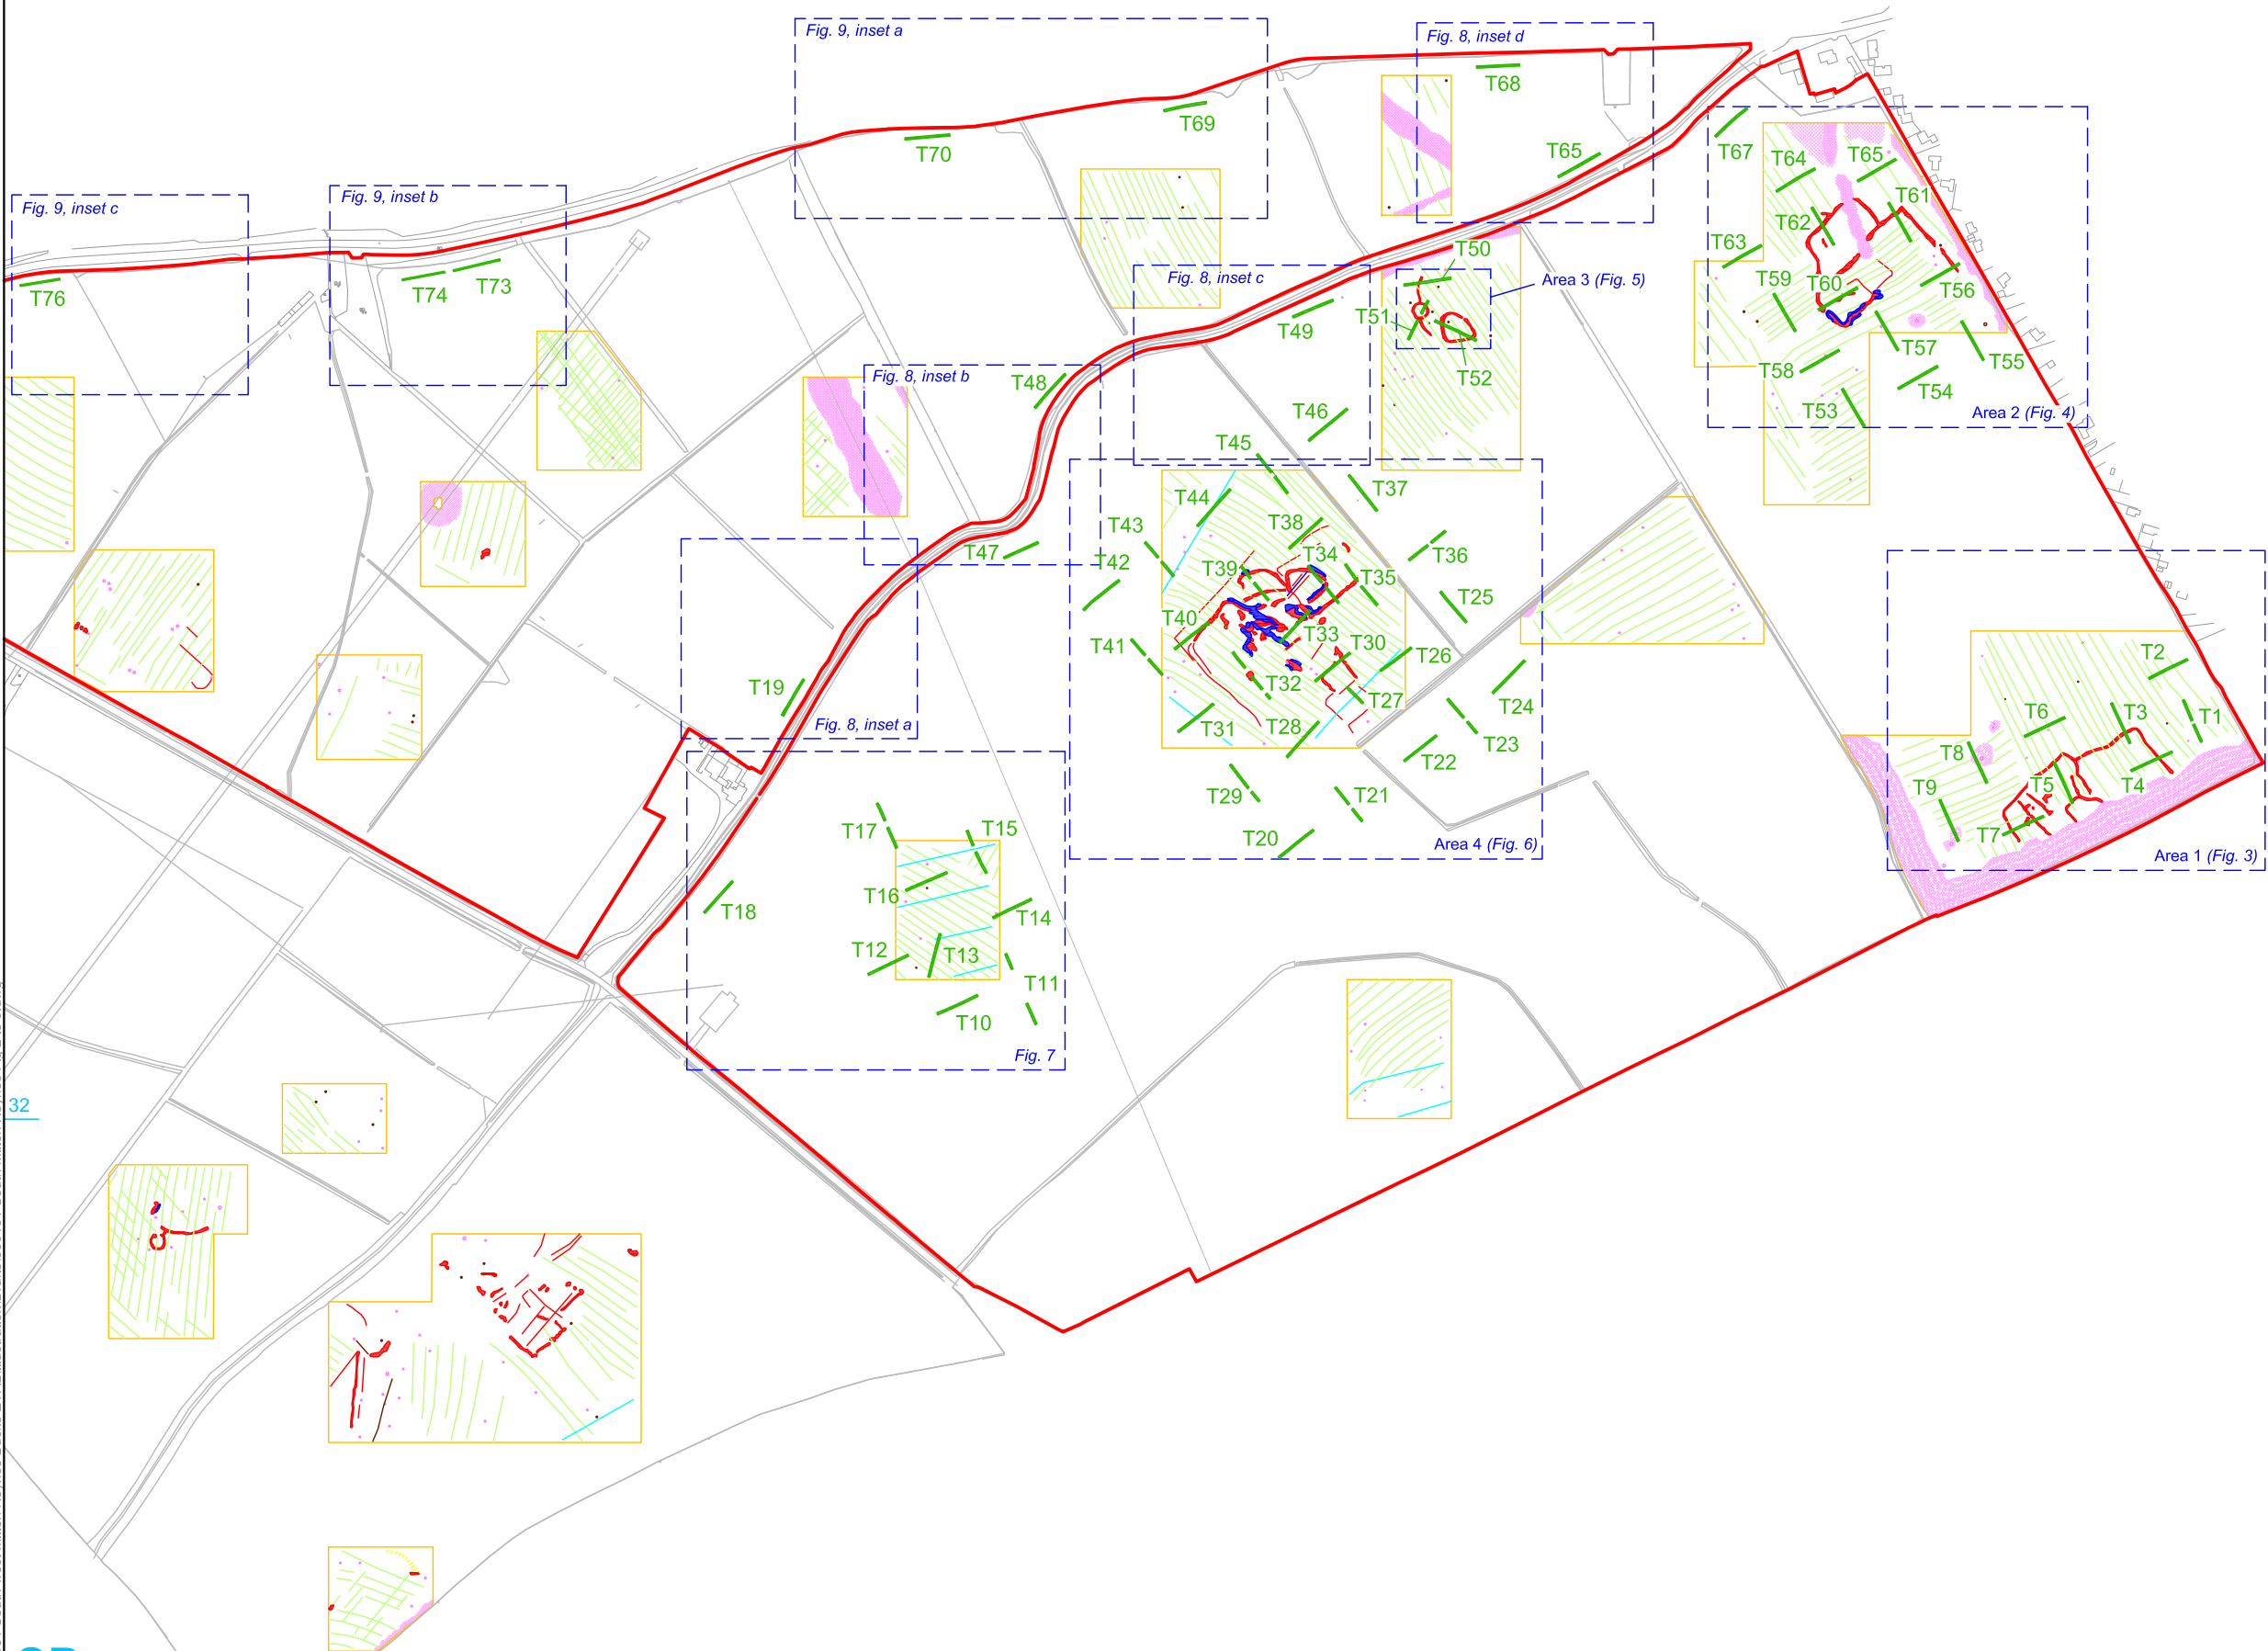 Fig. 9, inset a
Fig. 8, inset d
T68
T69
T70
T65
T67
T64
T65
T61
T62
T63
T59
T60
T56
T57
T55
T58
T54
T53
Area 2 (Fig. 4)
Fig. 9, inset c
T76
Fig. 9, inset b
T74
T73
Fig. 8, inset c
T49
T46
T50
Area 3 (Fig. 5)
T51
T52
Fig. 8, inset b
T48
T47
T45
T44
T43
T42
T37
T38
T34
T36
T39
T35
T25
T40
T33
T30
T41
T26
T32
T27
T24
T31
T28
T23
T22
T29
T21
T20
Area 4 (Fig. 6)
T19
Fig. 8, inset a
T2
T6
T3
T1
T8
T9
T5
T4
T7
Area 1 (Fig. 3)
T17
T15
T16
T18
T14
T12
T13
T11
T10
Fig. 7
32